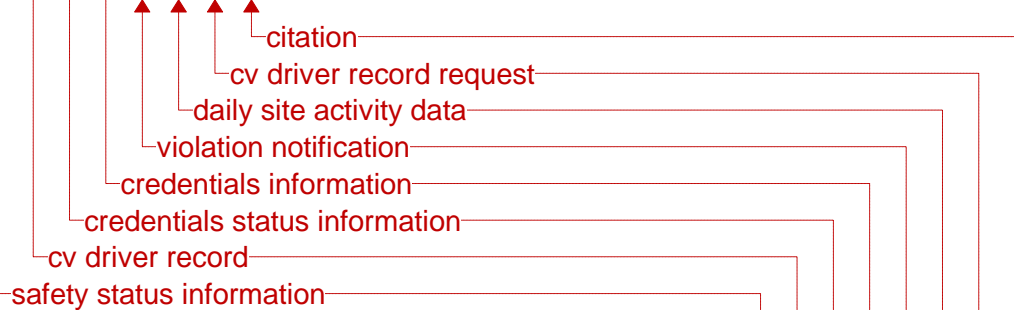 citation
cv driver record request
daily site activity data
violation notification
credentials information
credentials status information
cv driver record
safety status information